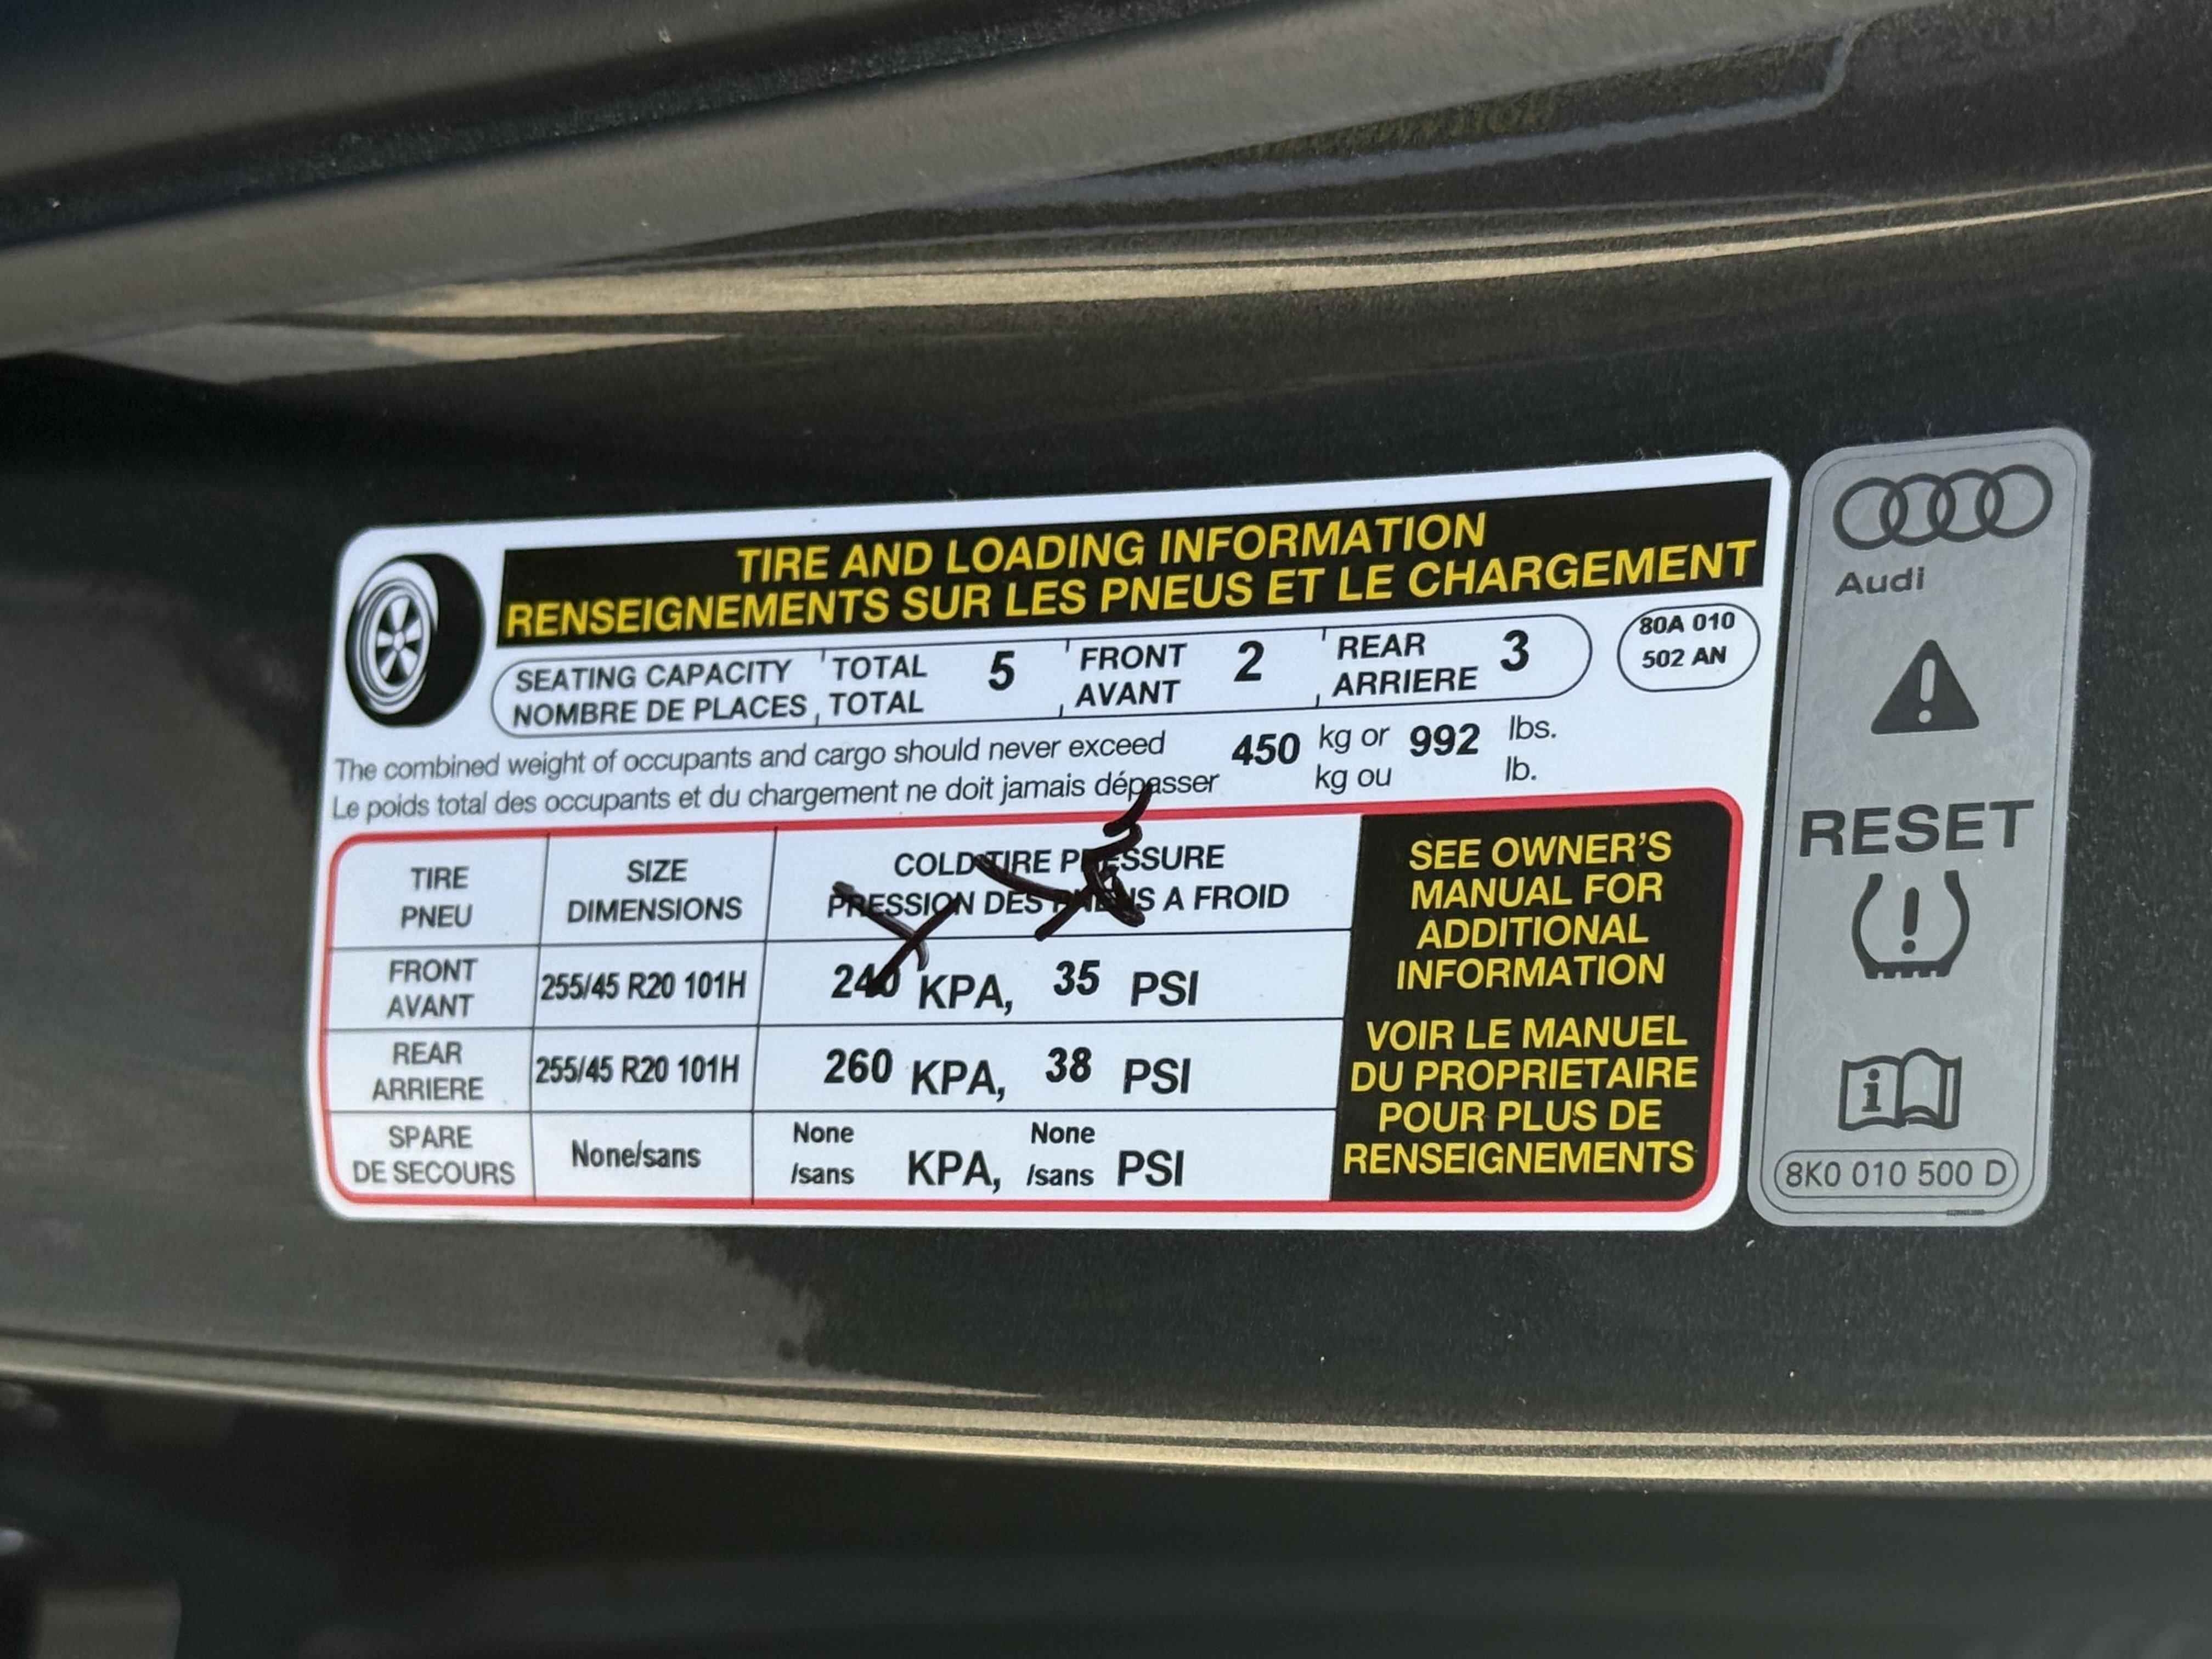 TIRE AND LOADING INFORMATION
RENSEIGNEMENTS SUR LES PNEUS ET LE CHARGEMENT
SEATING CAPACITY TOTAL 5 FRONT 2 REAR 3
NOMBRE DE PLACES TOTAL AVANT ARRIERE
80A 010
502 AN
The combined weight of occupants and cargo should never exceed 450 kg or 992 lbs.
Le poids total des occupants et du chargement ne doit jamais dépasser kg ou lb.
TIRE SIZE COLD TIRE PRESSURE
PNEU DIMENSIONS PRESSION DES PNEUS A FROID
FRONT
AVANT
255/45 R20 101H 240 KPA, 35 PSI
REAR
ARRIERE
255/45 R20 101H 260 KPA, 38 PSI
SPARE
DE SECOURS
None/sans
None
/sans
KPA,
None
/sans
PSI
SEE OWNER'S
MANUAL FOR
ADDITIONAL
INFORMATION
VOIR LE MANUEL
DU PROPRIETAIRE
POUR PLUS DE
RENSEIGNEMENTS
Audi
RESET
8K0 010 500 D